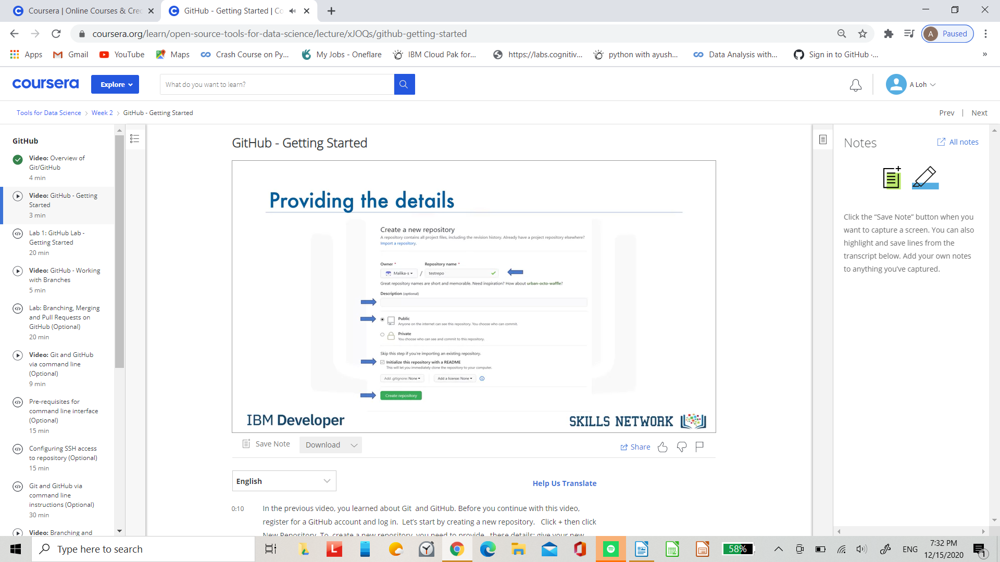 Coursera | Online Courses & Cre
GitHub - Getting Started | Co
coursera.org/learn/open-source-tools-for-data-science/lecture/xJOQs/github-getting-started
A Paused
Apps Gmail YouTube Maps Crash Course on Py... My Jobs - Oneflare IBM Cloud Pak for... https://labs.cognitiv... python with ayush... Data Analysis with... Sign in to GitHub ·... »
coursera Explore What do you want to learn? A Loh
Tools for Data Science > Week 2 > GitHub - Getting Started
Prev | Next
GitHub
Video: Overview of
Git/GitHub
4 min
Video: GitHub - Getting
Started
3 min
Lab 1: GitHub Lab -
Getting Started
20 min
Video: GitHub - Working
with Branches
5 min
Lab: Branching, Merging
and Pull Requests on
GitHub (Optional)
20 min
Video: Git and GitHub
via command line
(Optional)
9 min
Pre-requisites for
command line interface
(Optional)
15 min
Configuring SSH access
to repository (Optional)
15 min
Git and GitHub via
command line
instructions (Optional)
30 min
Video: Branching and
GitHub - Getting Started
Providing the details
Create a new repository
A repository contains all project files, including the revision history. Already have a project repository elsewhere?
Import a repository.
Owner * Repository name *
Malika-s / testrepo
Great repository names are short and memorable. Need inspiration? How about urban-octo-waffle?
Description (optional)
Public
Anyone on the internet can see this repository. You choose who can commit.
Private
You choose who can see and commit to this repository.
Skip this step if you're importing an existing repository.
Initialize this repository with a README
This will let you immediately clone the repository to your computer.
Add .gitignore: None Add a license: None
Create repository
IBM Developer SKILLS NETWORK
Save Note Download Share
English Help Us Translate
0:10 In the previous video, you learned about Git and GitHub. Before you continue with this video,
register for a GitHub account and log in. Let's start by creating a new repository. Click + then click
New Repository. To create a new repository, you need to provide these details: give your new
Notes All notes
Click the “Save Note” button when you
want to capture a screen. You can also
highlight and save lines from the
transcript below. Add your own notes
to anything you’ve captured.
Type here to search
L
58%
ENG
7:32 PM
12/15/2020
1